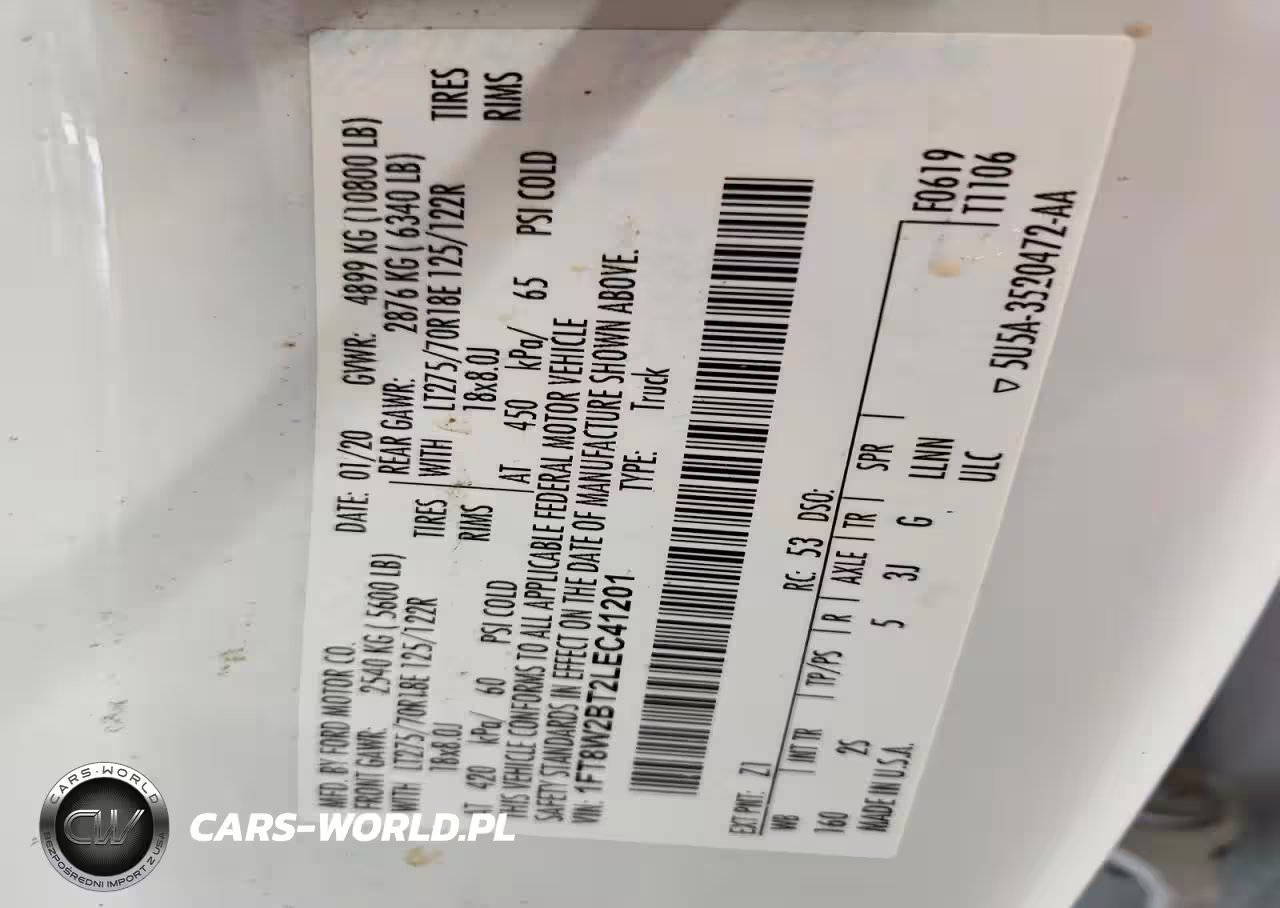 MFD. BY FORD MOTOR CO.
DATE: 01/20 GVWR: 4899 KG (10800 LB)
FRONT GAWR: 2540 KG ( 5600 LB)
REAR GAWR: 2876 KG ( 6340 LB)
WITH LT275/70R18E 125/122R TIRES
WITH LT275/70R18E 125/122R TIRES
18x8.0J RIMS
18x8.0J RIMS
AT 420 kPa/ 60 PSI COLD
AT 450 kPa/ 65 PSI COLD
THIS VEHICLE CONFORMS TO ALL APPLICABLE FEDERAL MOTOR VEHICLE
SAFETY STANDARDS IN EFFECT ON THE DATE OF MANUFACTURE SHOWN ABOVE.
VIN: 1FT8W2BT2LEC41201 TYPE: Truck
EXT PNT: Z1 RC: 53 DSO:
WB INT TR TP/PS R AXLE TR SPR F0619
T1106
160 2S 5 3J G LLNN
MADE IN U.S.A. ULC
5U5A-3520472-AA
CARS-WORLD
CW
BEZPOŚREDNI IMPORT Z USA
CARS-WORLD.PL